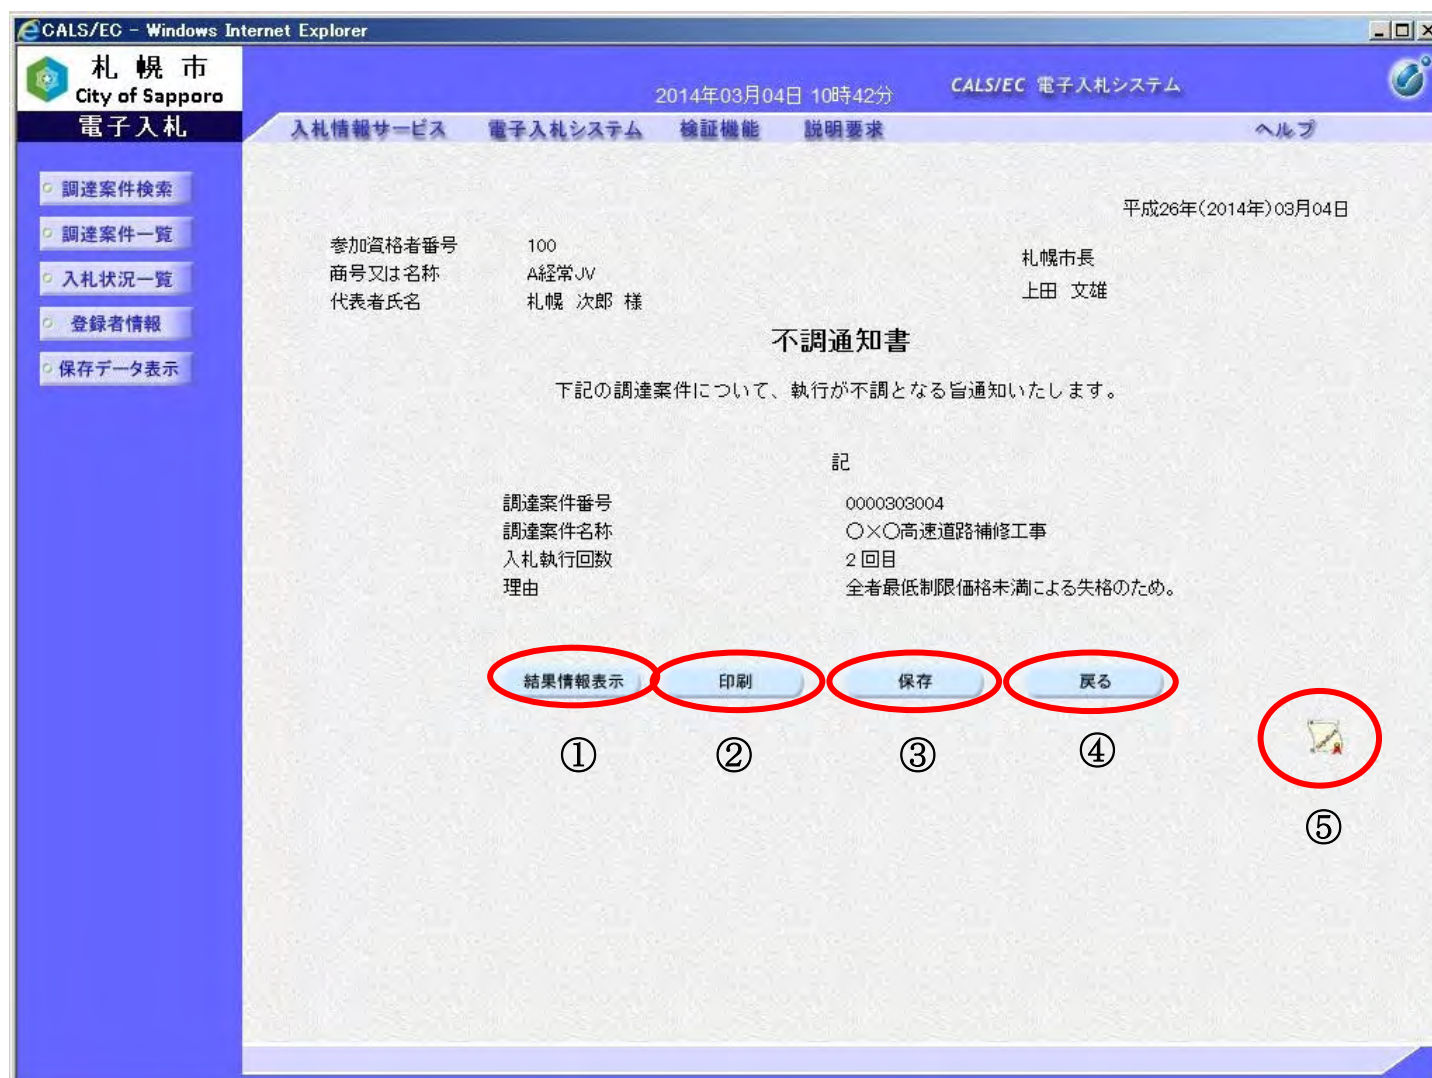 CALS/EC - Windows Internet Explorer
札幌市
City of Sapporo
電子入札
2014年03月04日 10時42分
CALS/EC 電子入札システム
入札情報サービス 電子入札システム 検証機能 説明要求 ヘルプ
調達案件検索
調達案件一覧
入札状況一覧
登録者情報
保存データ表示
平成26年(2014年)03月04日
参加資格者番号 100
商号又は名称 A経常JV
代表者氏名 札幌 次郎 様
札幌市長
上田 文雄
不調通知書
下記の調達案件について、執行が不調となる旨通知いたします。
記
調達案件番号 0000303004
調達案件名称 ○×○高速道路補修工事
入札執行回数 2回目
理由 全者最低制限価格未満による失格のため。
結果情報表示 印刷 保存 戻る
① ② ③ ④
⑤